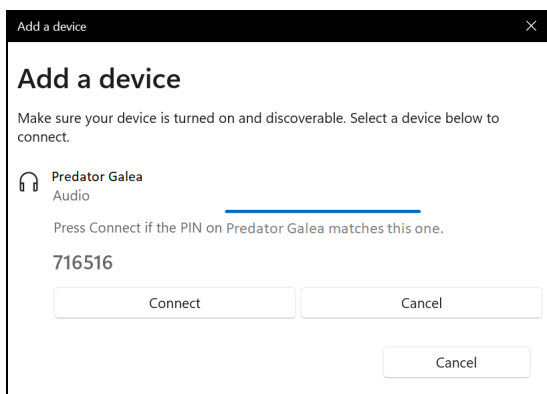 Add a device
Add a device
Make sure your device is turned on and discoverable. Select a device below to
connect.
Predator Galea
Audio
Press Connect if the PIN on Predator Galea matches this one.
716516
Connect Cancel
Cancel